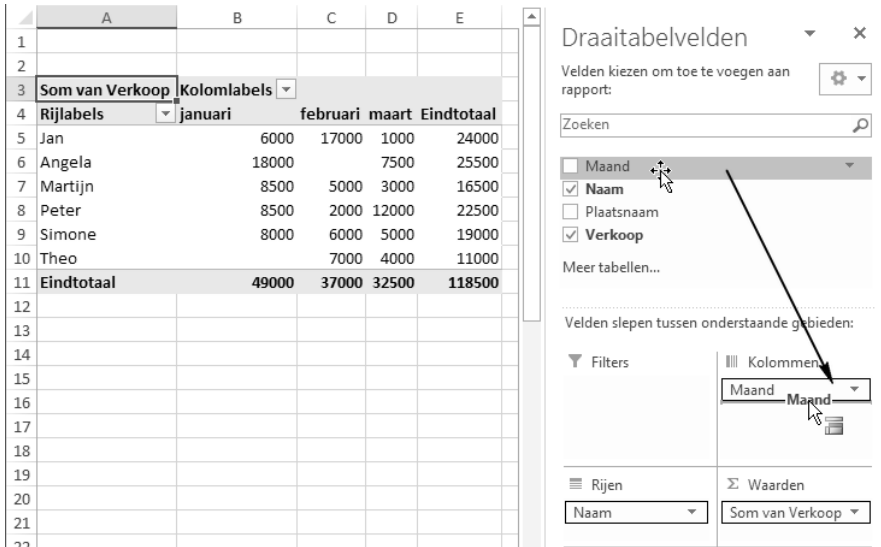 A B C D E
1
2
3 Som van Verkoop Kolomlabels
4 Rijlabels januari februari maart Eindtotaal
5 Jan 6000 17000 1000 24000
6 Angela 18000 7500 25500
7 Martijn 8500 5000 3000 16500
8 Peter 8500 2000 12000 22500
9 Simone 8000 6000 5000 19000
10 Theo 7000 4000 11000
11 Eindtotaal 49000 37000 32500 118500
12
13
14
15
16
17
18
19
20
21
22
Draaitabelvelden
Velden kiezen om toe te voegen aan
rapport:
Zoeken
Maand
Naam
Plaatsnaam
Verkoop
Meer tabellen...
Velden slepen tussen onderstaande gebieden:
Filters
Kolommen
Maand
Maand
Rijen
Naam
Σ Waarden
Som van Verkoop